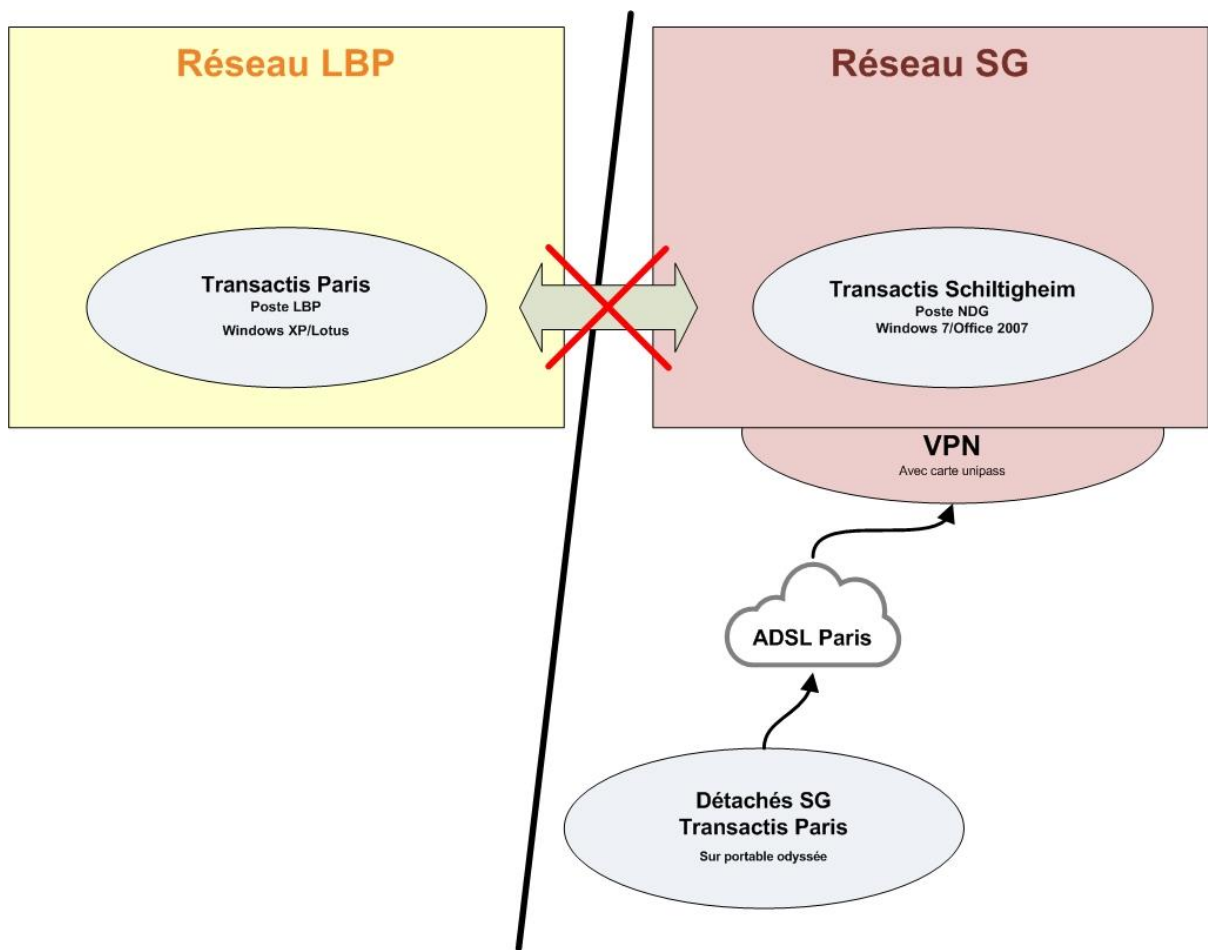 Réseau LBP
Réseau SG
Transactis Paris
Poste LBP
Windows XP/Lotus
Transactis Schiltigheim
Poste NDG
Windows 7/Office 2007
VPN
Avec carte unipass
ADSL Paris
Détachés SG
Transactis Paris
Sur portable odyssée